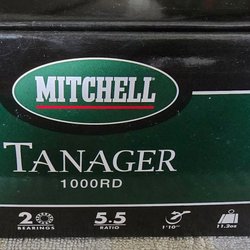 MITCHELL
TANAGER
1000RD
2 5.5 1'10" 11.2oz
BEARINGS RATIO